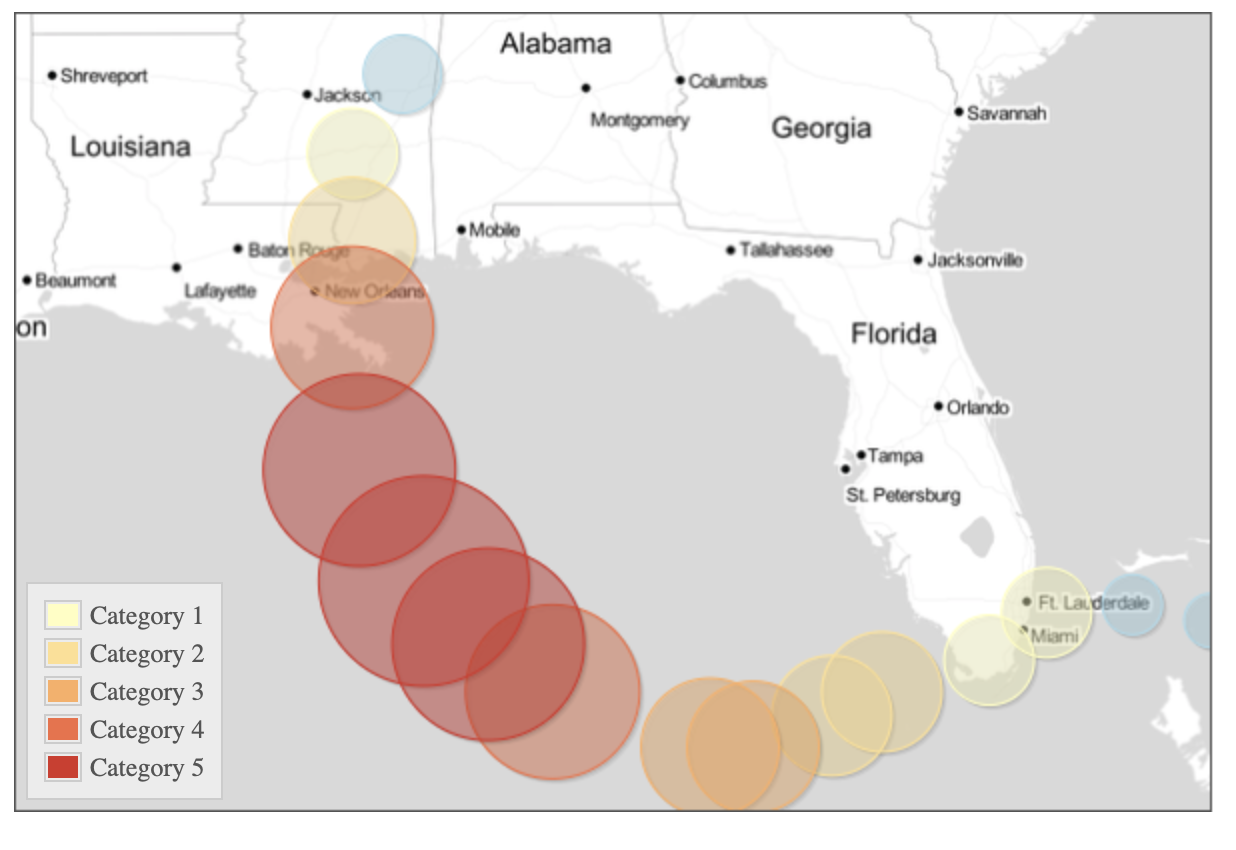 Alabama
Shreveport
Columbus
Jackson
Savannah
Montgomery
Georgia
Louisiana
Mobile
Baton Rouge
Tallahassee
Jacksonville
Beaumont
Lafayette
New Orleans
on
Florida
Orlando
Tampa
St. Petersburg
Ft. Lauderdale
Miami
Category 1
Category 2
Category 3
Category 4
Category 5